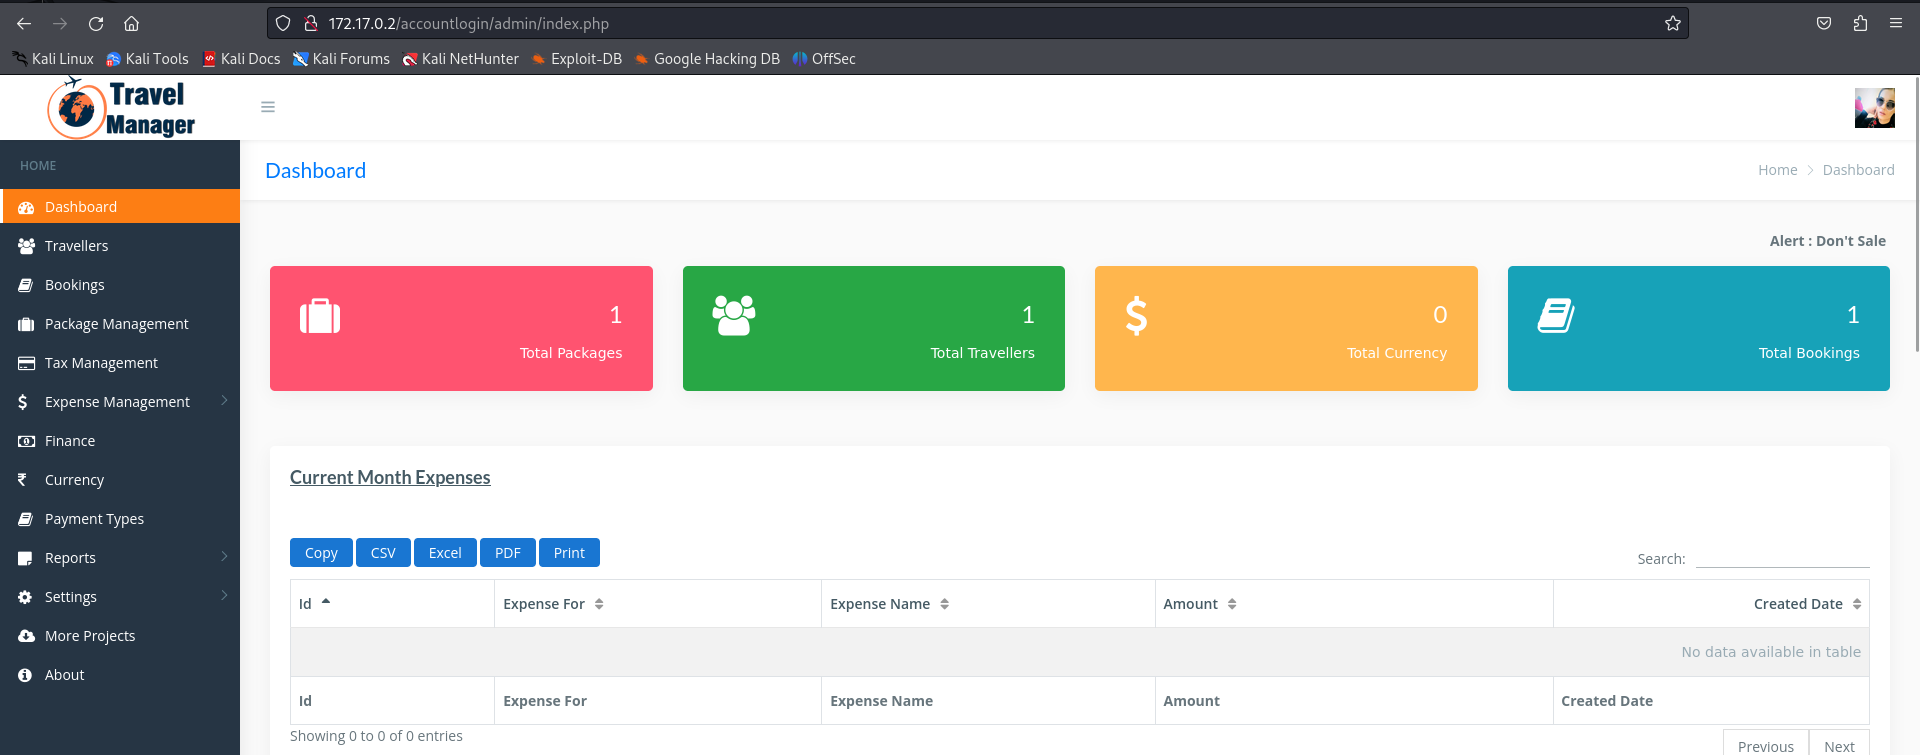 172.17.0.2/accountlogin/admin/index.php
Kali Linux Kali Tools Kali Docs Kali Forums Kali NetHunter Exploit-DB Google Hacking DB OffSec
Travel
Manager
HOME
Dashboard
Travellers
Bookings
Package Management
Tax Management
Expense Management
Finance
Currency
Payment Types
Reports
Settings
More Projects
About
Dashboard
Home Dashboard
Alert : Don't Sale
1
Total Packages
1
Total Travellers
0
Total Currency
1
Total Bookings
Current Month Expenses
Copy CSV Excel PDF Print
Search:
Id Expense For Expense Name Amount Created Date
No data available in table
Id Expense For Expense Name Amount Created Date
Showing 0 to 0 of 0 entries
Previous Next